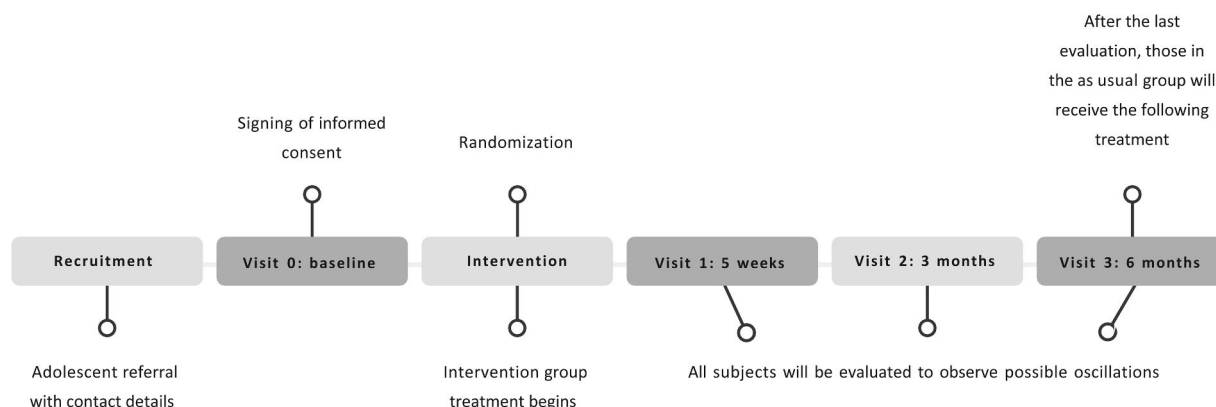 After the last
evaluation, those in
the as usual group will
receive the following
treatment
Signing of informed
consent
Randomization
Recruitment
Visit 0: baseline
Intervention
Visit 1: 5 weeks
Visit 2: 3 months
Visit 3: 6 months
Adolescent referral
with contact details
Intervention group
treatment begins
All subjects will be evaluated to observe possible oscillations